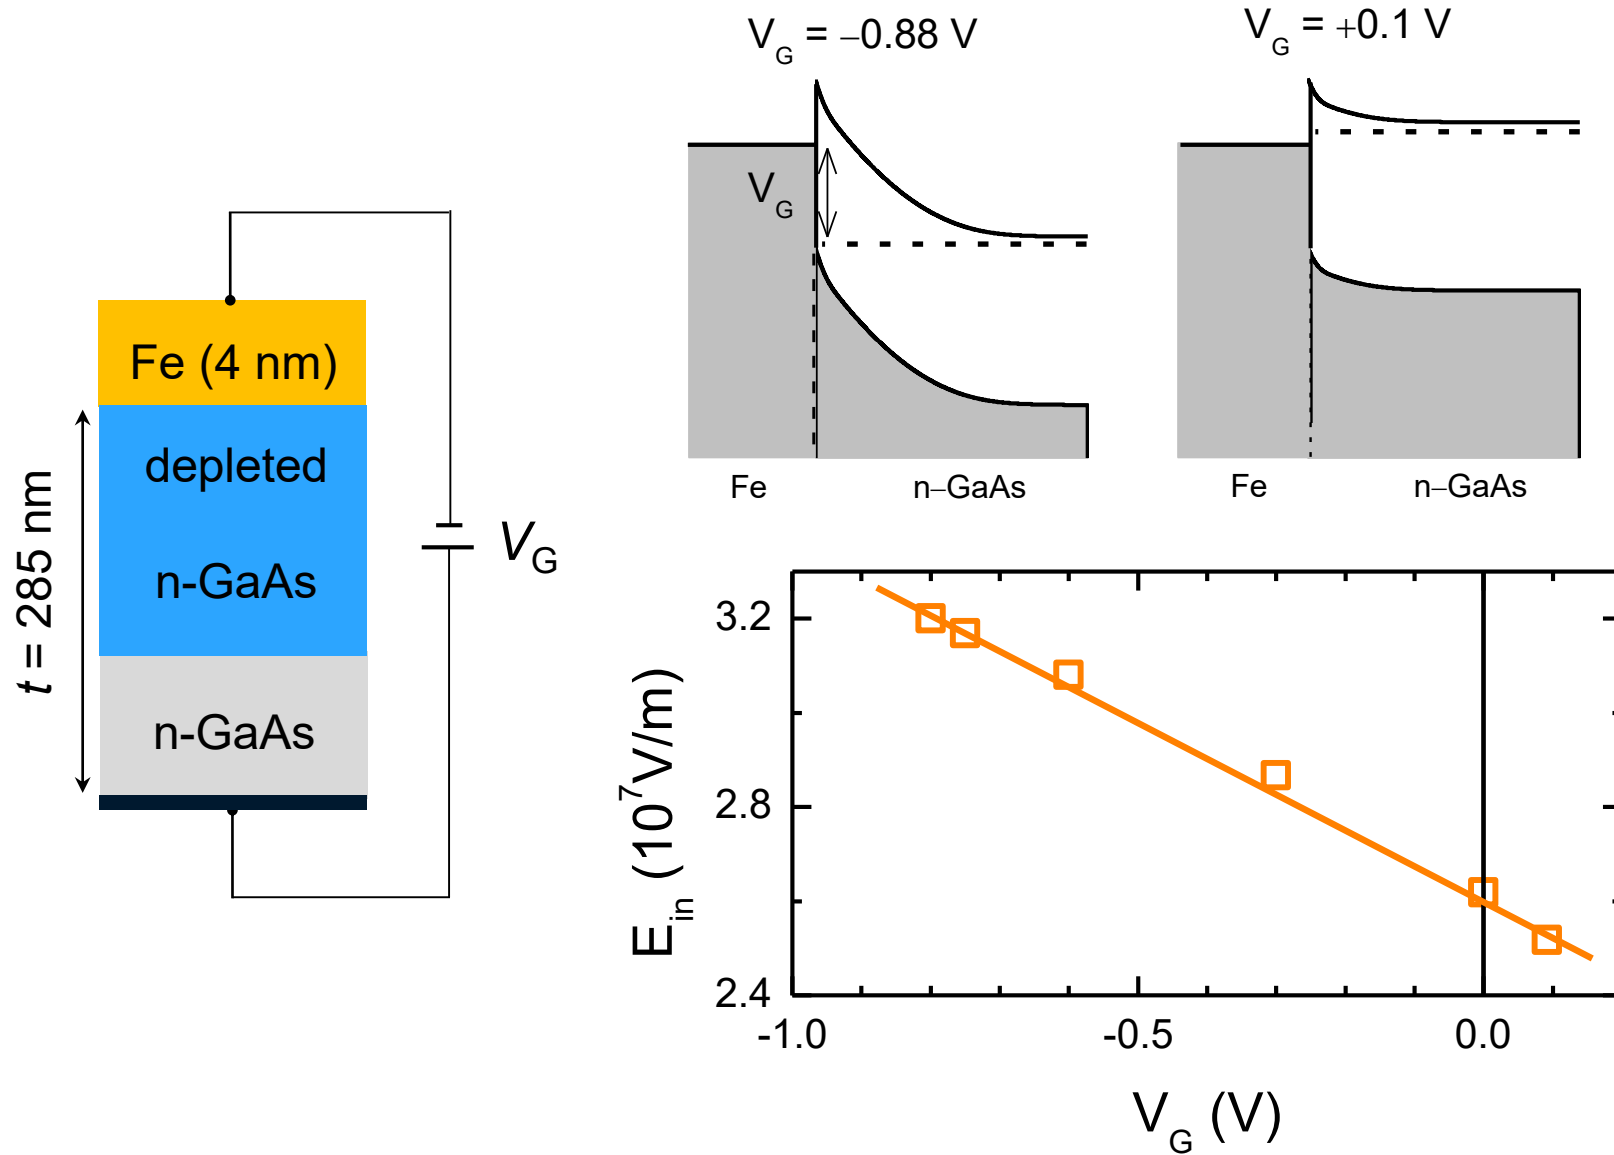 Fe (4 nm)
depleted
n-GaAs
n-GaAs
t = 285 nm
V_G
V_G = −0.88 V
V_G
Fe
n−GaAs
V_G = +0.1 V
Fe
n−GaAs
E_in (10^7 V/m)
3.2
2.8
2.4
-1.0
-0.5
0.0
V_G (V)